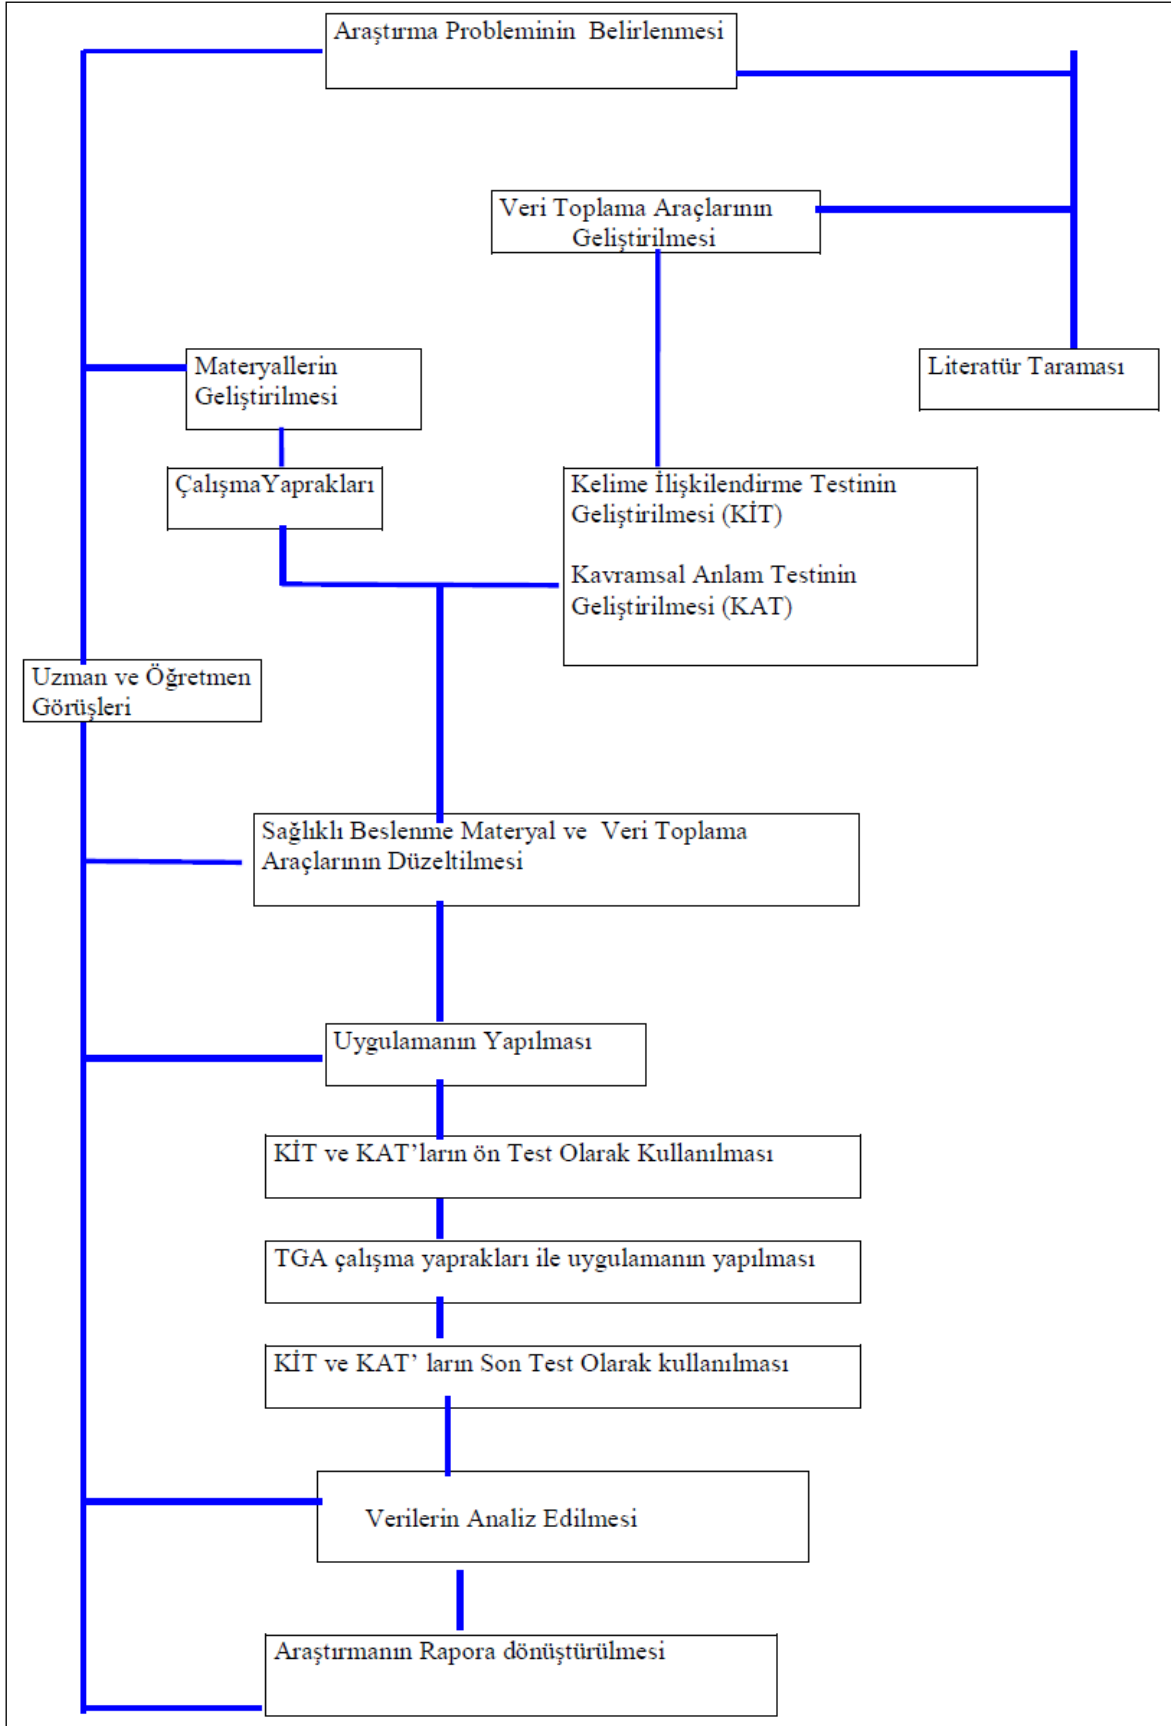 Araştırma Probleminin Belirlenmesi
Veri Toplama Araçlarının
Geliştirilmesi
Materyallerin
Geliştirilmesi
Literatür Taraması
ÇalışmaYaprakları
Kelime İlişkilendirme Testinin
Geliştirilmesi (KİT)
Kavramsal Anlam Testinin
Geliştirilmesi (KAT)
Uzman ve Öğretmen
Görüşleri
Sağlıklı Beslenme Materyal ve Veri Toplama
Araçlarının Düzeltilmesi
Uygulamanın Yapılması
KİT ve KAT’ların ön Test Olarak Kullanılması
TGA çalışma yaprakları ile uygulamanın yapılması
KİT ve KAT’ ların Son Test Olarak kullanılması
Verilerin Analiz Edilmesi
Araştırmanın Rapora dönüştürülmesi